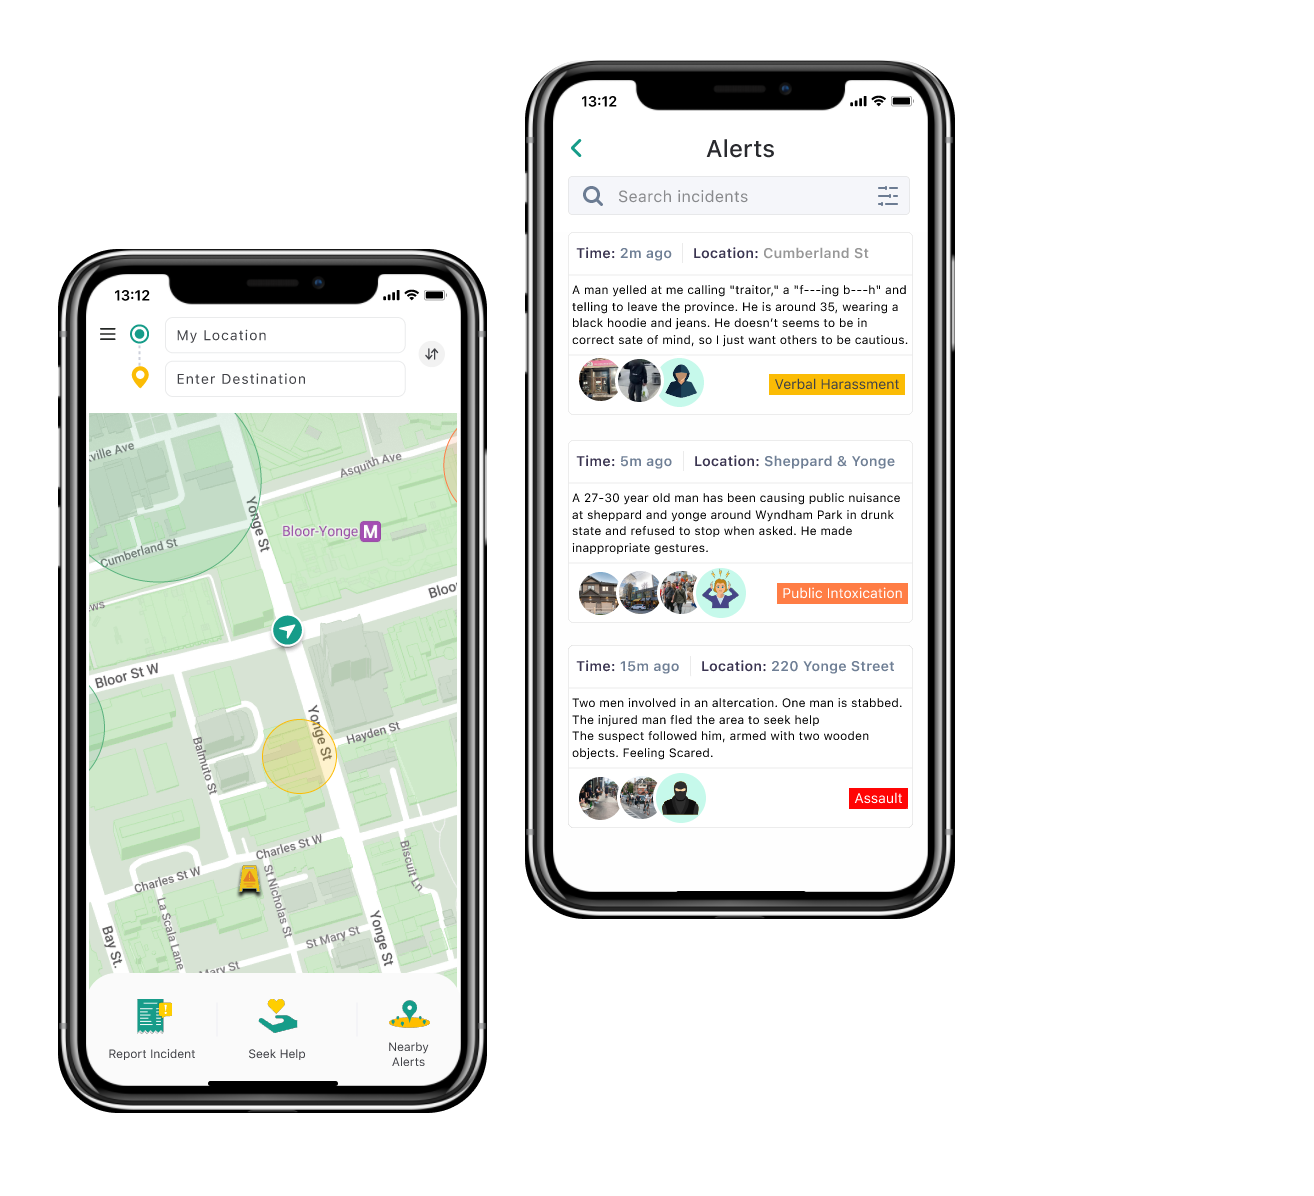 13:12
My Location
Enter Destination
ville Ave
Asquith Ave
Yonge St
Bloor-Yonge M
Cumberland St
Bloo
ws
Bloor St W
Yonge St
Hayden St
Balmuto St
Charles St W
Biscuit Ln
Charles St W
St Nicholas St
La Scala Lane
Yonge St
Bay St.
St Mary St
Mary St
Report Incident
Seek Help
Nearby
Alerts
13:12
Alerts
Search incidents
Time: 2m ago Location: Cumberland St
A man yelled at me calling "traitor," a "f---ing b---h" and
telling to leave the province. He is around 35, wearing a
black hoodie and jeans. He doesn't seems to be in
correct sate of mind, so I just want others to be cautious.
Verbal Harassment
Time: 5m ago Location: Sheppard & Yonge
A 27-30 year old man has been causing public nuisance
at sheppard and yonge around Wyndham Park in drunk
state and refused to stop when asked. He made
inappropriate gestures.
Public Intoxication
Time: 15m ago Location: 220 Yonge Street
Two men involved in an altercation. One man is stabbed.
The injured man fled the area to seek help
The suspect followed him, armed with two wooden
objects. Feeling Scared.
Assault